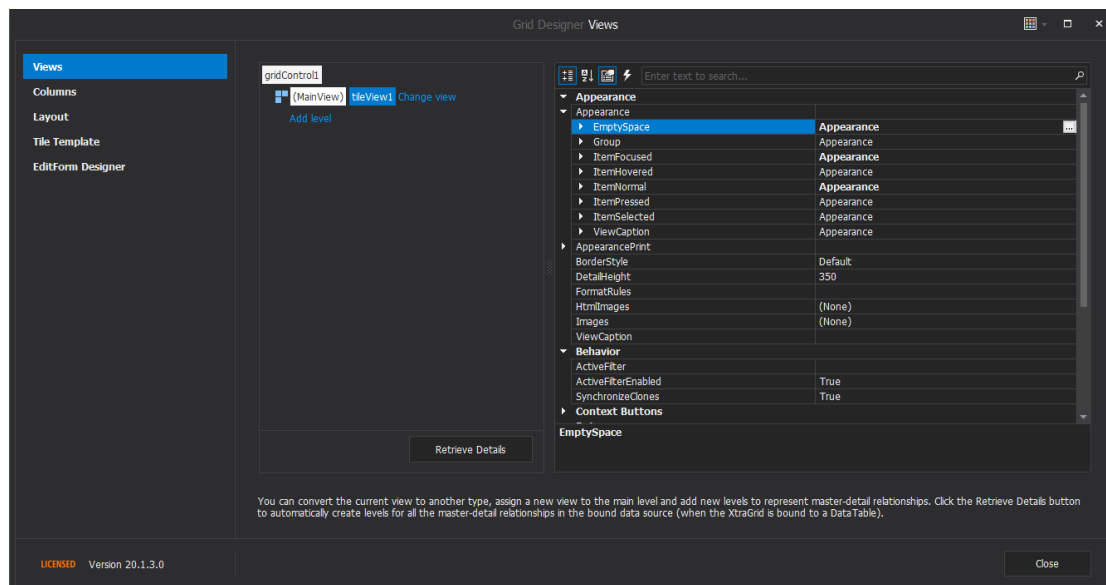 Grid Designer Views
Views
Columns
Layout
Tile Template
EditForm Designer
gridControl1
(MainView) tileView1 Change view
Add level
Retrieve Details
Enter text to search...
Appearance
Appearance
EmptySpace Appearance ...
Group Appearance
ItemFocused Appearance
ItemHovered Appearance
ItemNormal Appearance
ItemPressed Appearance
ItemSelected Appearance
ViewCaption Appearance
AppearancePrint
BorderStyle Default
DetailHeight 350
FormatRules
HtmlImages (None)
Images (None)
ViewCaption
Behavior
ActiveFilter
ActiveFilterEnabled True
SynchronizeClones True
Context Buttons
EmptySpace
You can convert the current view to another type, assign a new view to the main level and add new levels to represent master-detail relationships. Click the Retrieve Details button
to automatically create levels for all the master-detail relationships in the bound data source (when the XtraGrid is bound to a DataTable).
LICENSED Version 20.1.3.0
Close